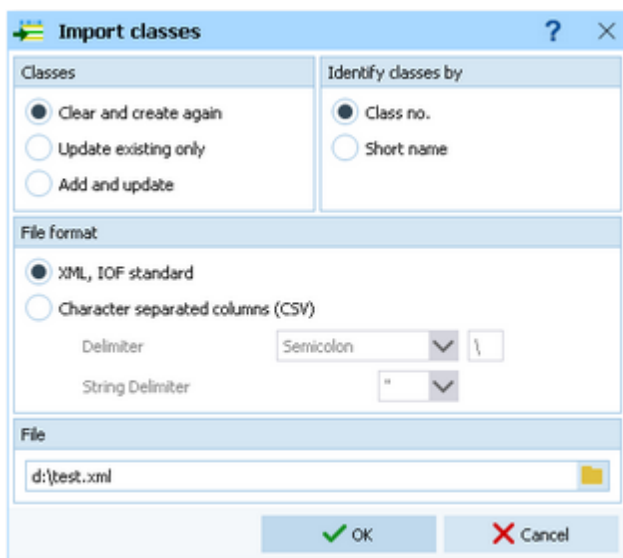 Import classes
?
Classes
Clear and create again
Update existing only
Add and update
Identify classes by
Class no.
Short name
File format
XML, IOF standard
Character separated columns (CSV)
Delimiter Semicolon \
String Delimiter "
File
d:\test.xml
OK Cancel